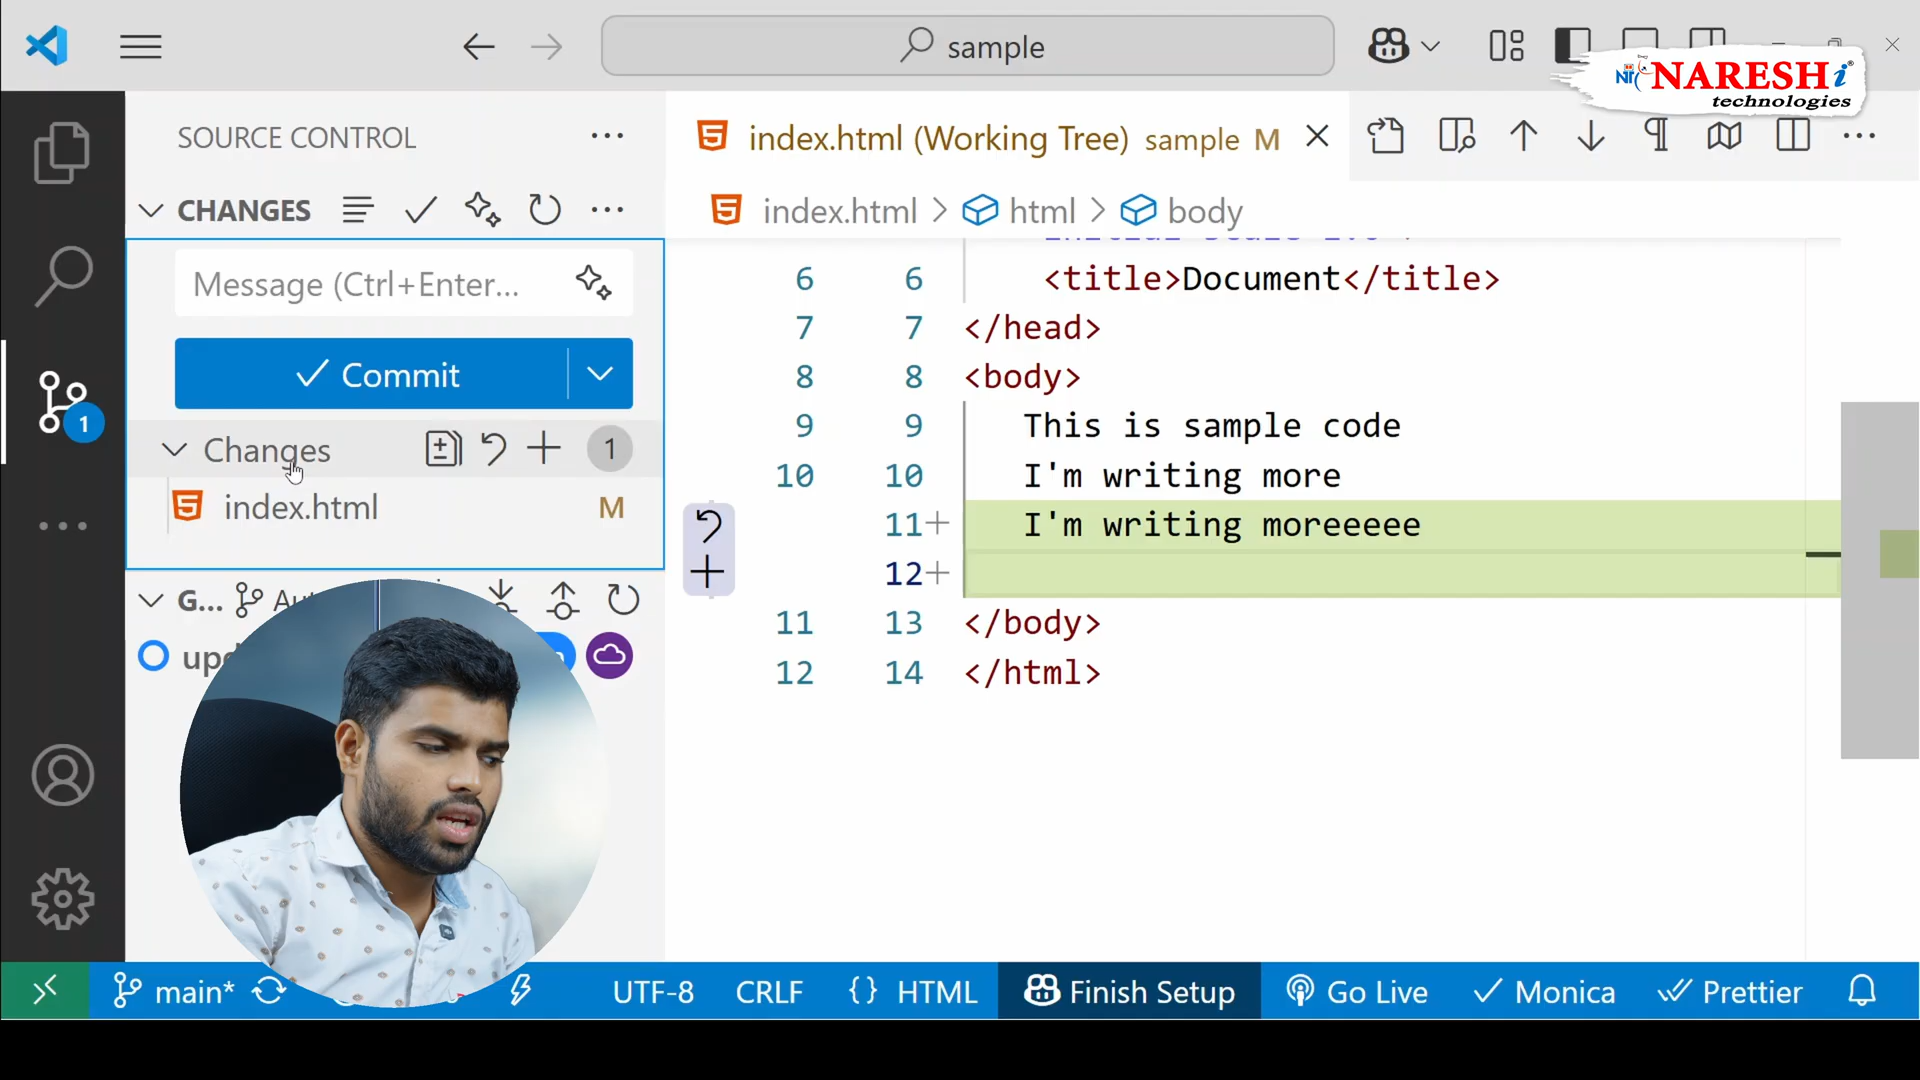 sample
NARESH i
technologies
SOURCE CONTROL
index.html (Working Tree) sample M
CHANGES
index.html > html > body
Message (Ctrl+Enter...
6 6 <title>Document</title>
7 7 </head>
Commit
8 8 <body>
9 9 This is sample code
Changes 1
10 10 I'm writing more
index.html M
11+ I'm writing moreeeee
12+
G...
11 13 </body>
12 14 </html>
1
main*
UTF-8
CRLF
{} HTML
Finish Setup
Go Live
Monica
Prettier